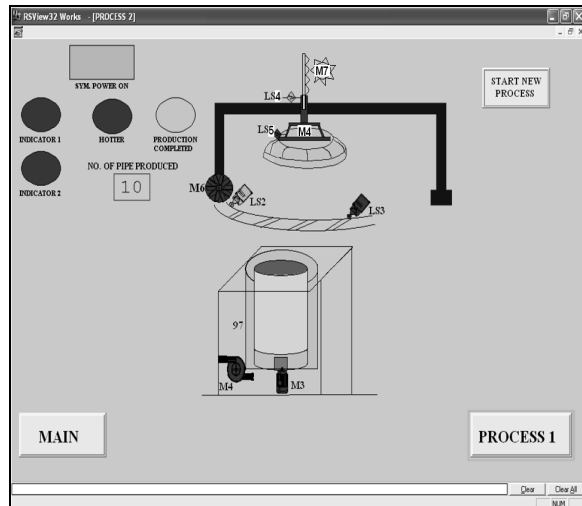 RSView32 Works - [PROCESS 2]
SYM. POWER ON
M7
LS4
START NEW
PROCESS
INDICATOR 1
HOTTER
PRODUCTION
COMPLETED
LS5
M4
NO. OF PIPE PRODUCED
10
INDICATOR 2
M6
LS2
LS3
97
M4
M3
MAIN
PROCESS 1
Clear
Clear All
NUM